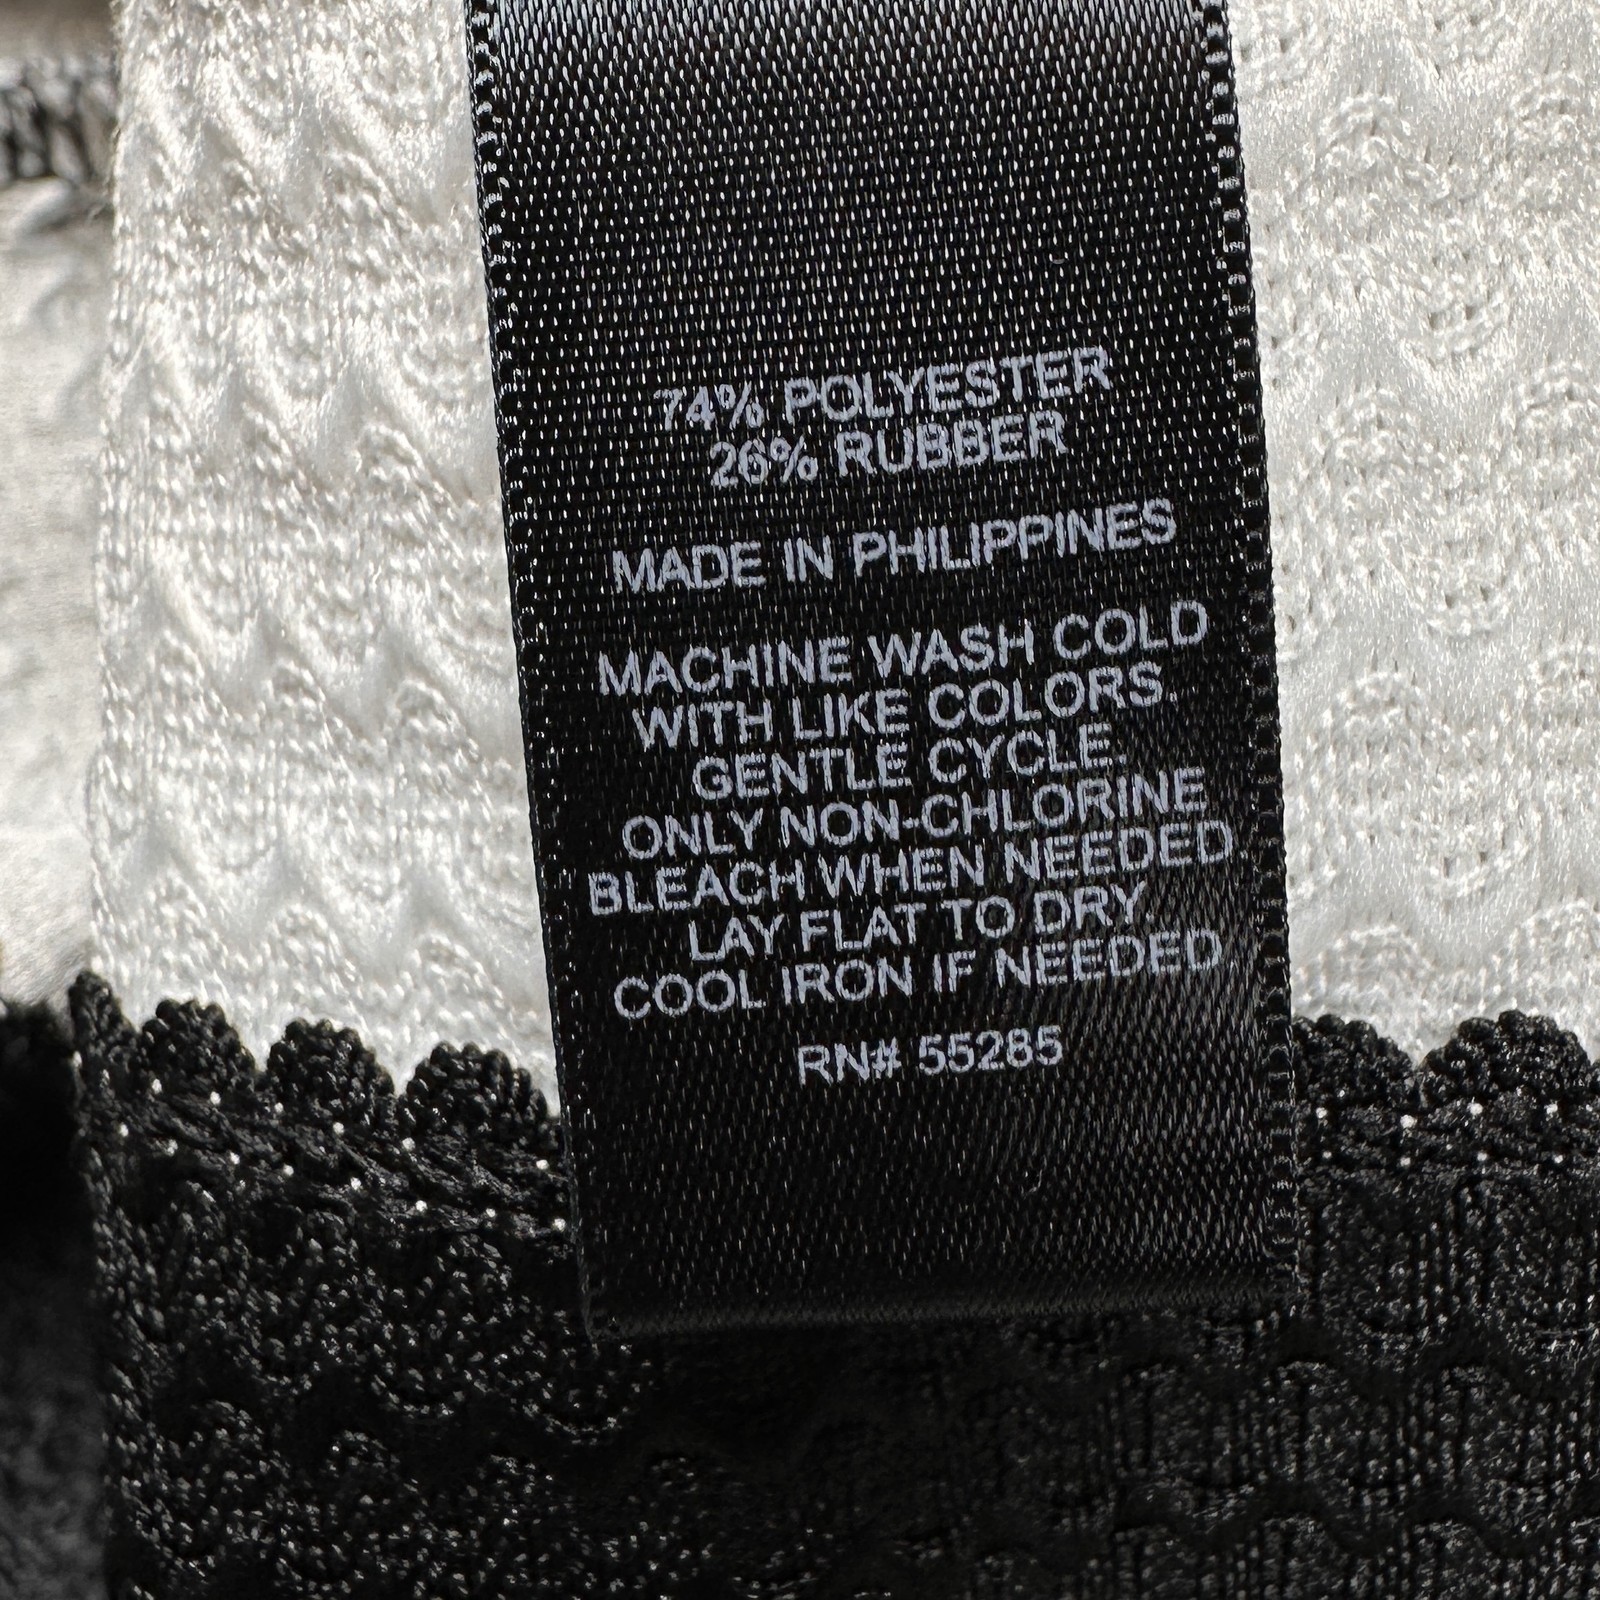 74% POLYESTER
26% RUBBER
MADE IN PHILIPPINES
MACHINE WASH COLD
WITH LIKE COLORS.
GENTLE CYCLE.
ONLY NON-CHLORINE
BLEACH WHEN NEEDED
LAY FLAT TO DRY.
COOL IRON IF NEEDED
RN# 55285